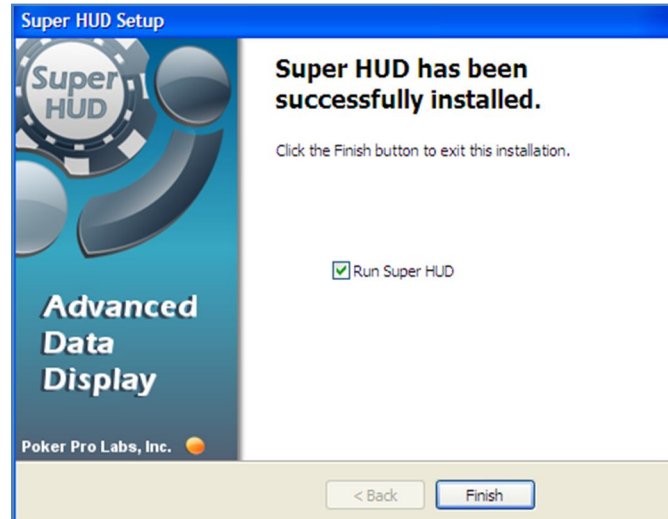 Super HUD Setup
Super
HUD
Super HUD has been
successfully installed.
Click the Finish button to exit this installation.
Run Super HUD
Advanced
Data
Display
Poker Pro Labs, Inc.
< Back
Finish